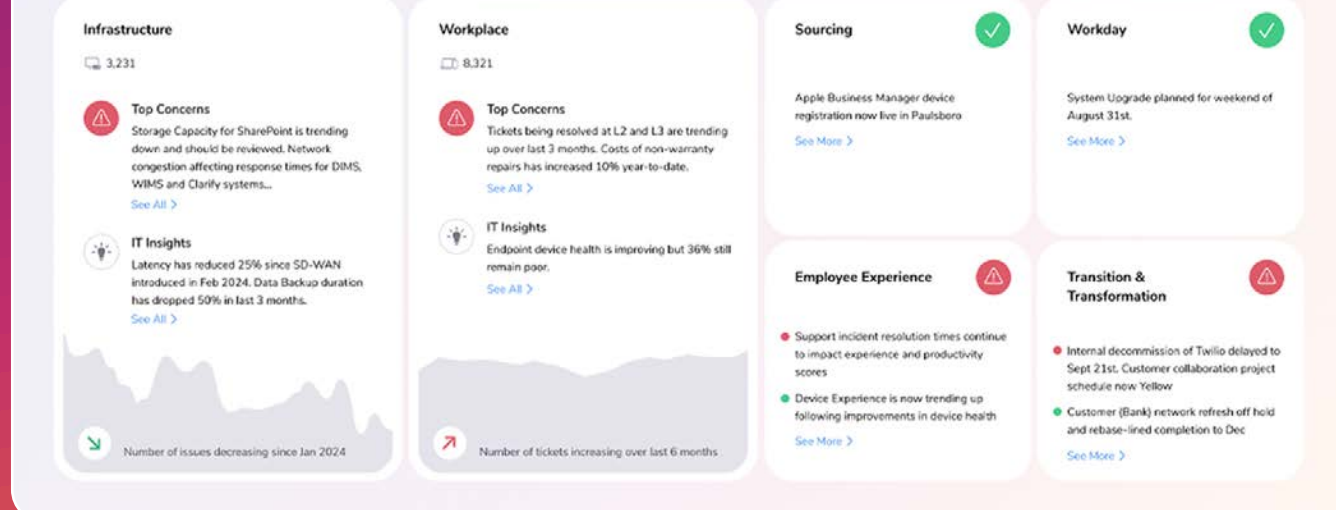 Infrastructure
3,231
Top Concerns
Storage Capacity for SharePoint is trending
down and should be reviewed. Network
congestion affecting response times for DIMS,
WIMS and Clarify systems...
See All >
IT Insights
Latency has reduced 25% since SD-WAN
introduced in Feb 2024. Data Backup duration
has dropped 50% in last 3 months.
See All >
Number of issues decreasing since Jan 2024
Workplace
8,321
Top Concerns
Tickets being resolved at L2 and L3 are trending
up over last 3 months. Costs of non-warranty
repairs has increased 10% year-to-date.
See All >
IT Insights
Endpoint device health is improving but 36% still
remain poor.
See All >
Number of tickets increasing over last 6 months
Sourcing
Apple Business Manager device
registration now live in Paulsboro
See More >
Workday
System Upgrade planned for weekend of
August 31st.
See More >
Employee Experience
Support incident resolution times continue
to impact experience and productivity
scores
Device Experience is now trending up
following improvements in device health
See More >
Transition &
Transformation
Internal decommission of Twilio delayed to
Sept 21st. Customer collaboration project
schedule now Yellow
Customer (Bank) network refresh off hold
and rebase-lined completion to Dec
See More >